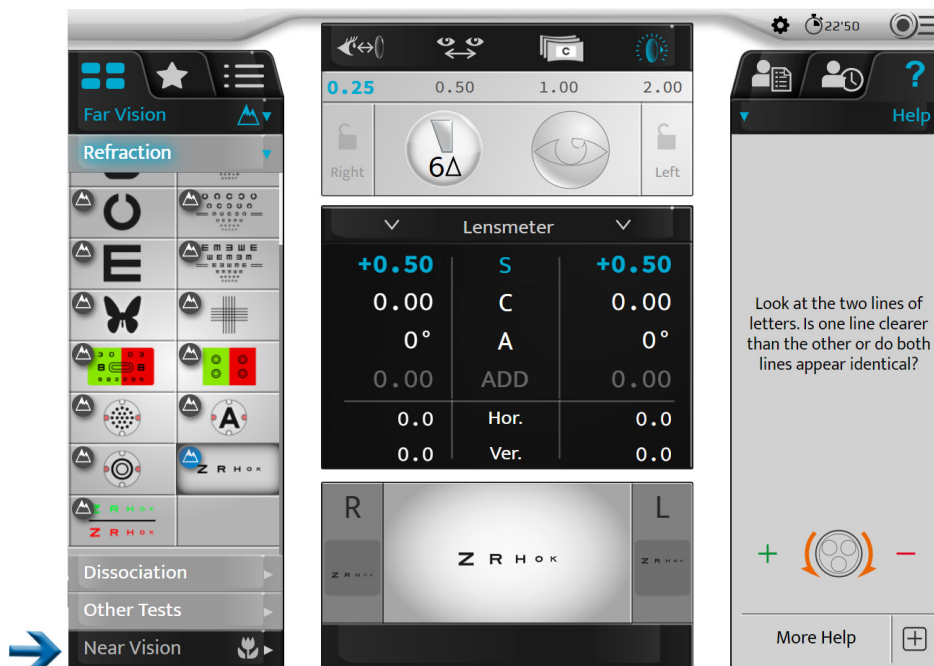 22'50
Far Vision
Refraction
E
E M Ǝ W E
A
Z R H O K
Z R H O K
Z R H O K
Dissociation
Other Tests
Near Vision
C
0.25 0.50 1.00 2.00
Right 6Δ Left
Lensmeter
+0.50 S +0.50
0.00 C 0.00
0° A 0°
0.00 ADD 0.00
0.0 Hor. 0.0
0.0 Ver. 0.0
R L
Z R H O K Z R H O K Z R H O K
?
Help
Look at the two lines of
letters. Is one line clearer
than the other or do both
lines appear identical?
+ −
More Help +